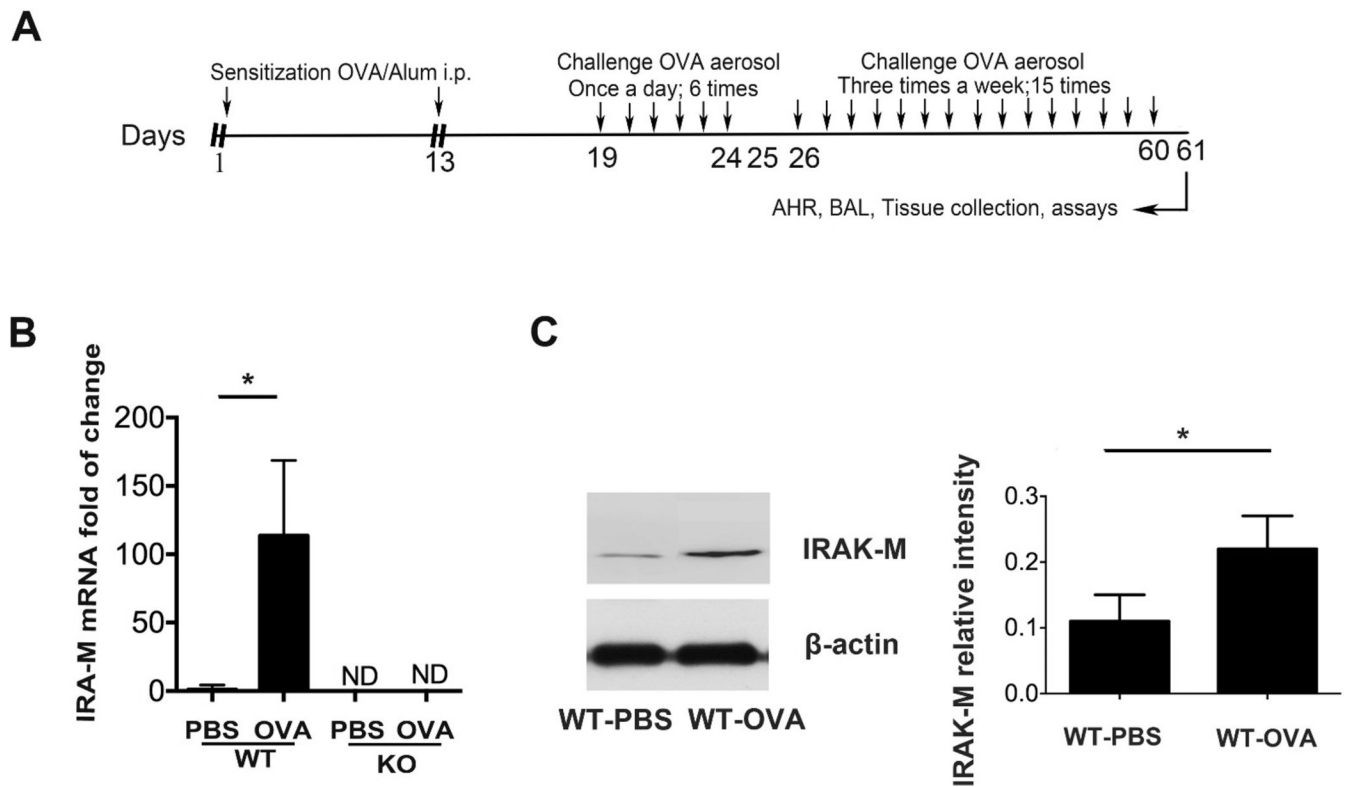 A
Sensitization OVA/Alum i.p.
Challenge OVA aerosol
Once a day; 6 times
Challenge OVA aerosol
Three times a week;15 times
Days
1
13
19
24
25
26
60
61
AHR, BAL, Tissue collection, assays
B
IRA-M mRNA fold of change
*
200
150
100
50
0
ND
ND
PBS OVA
PBS OVA
WT
KO
C
IRAK-M
β-actin
WT-PBS
WT-OVA
IRAK-M relative intensity
*
0.3
0.2
0.1
0.0
WT-PBS
WT-OVA